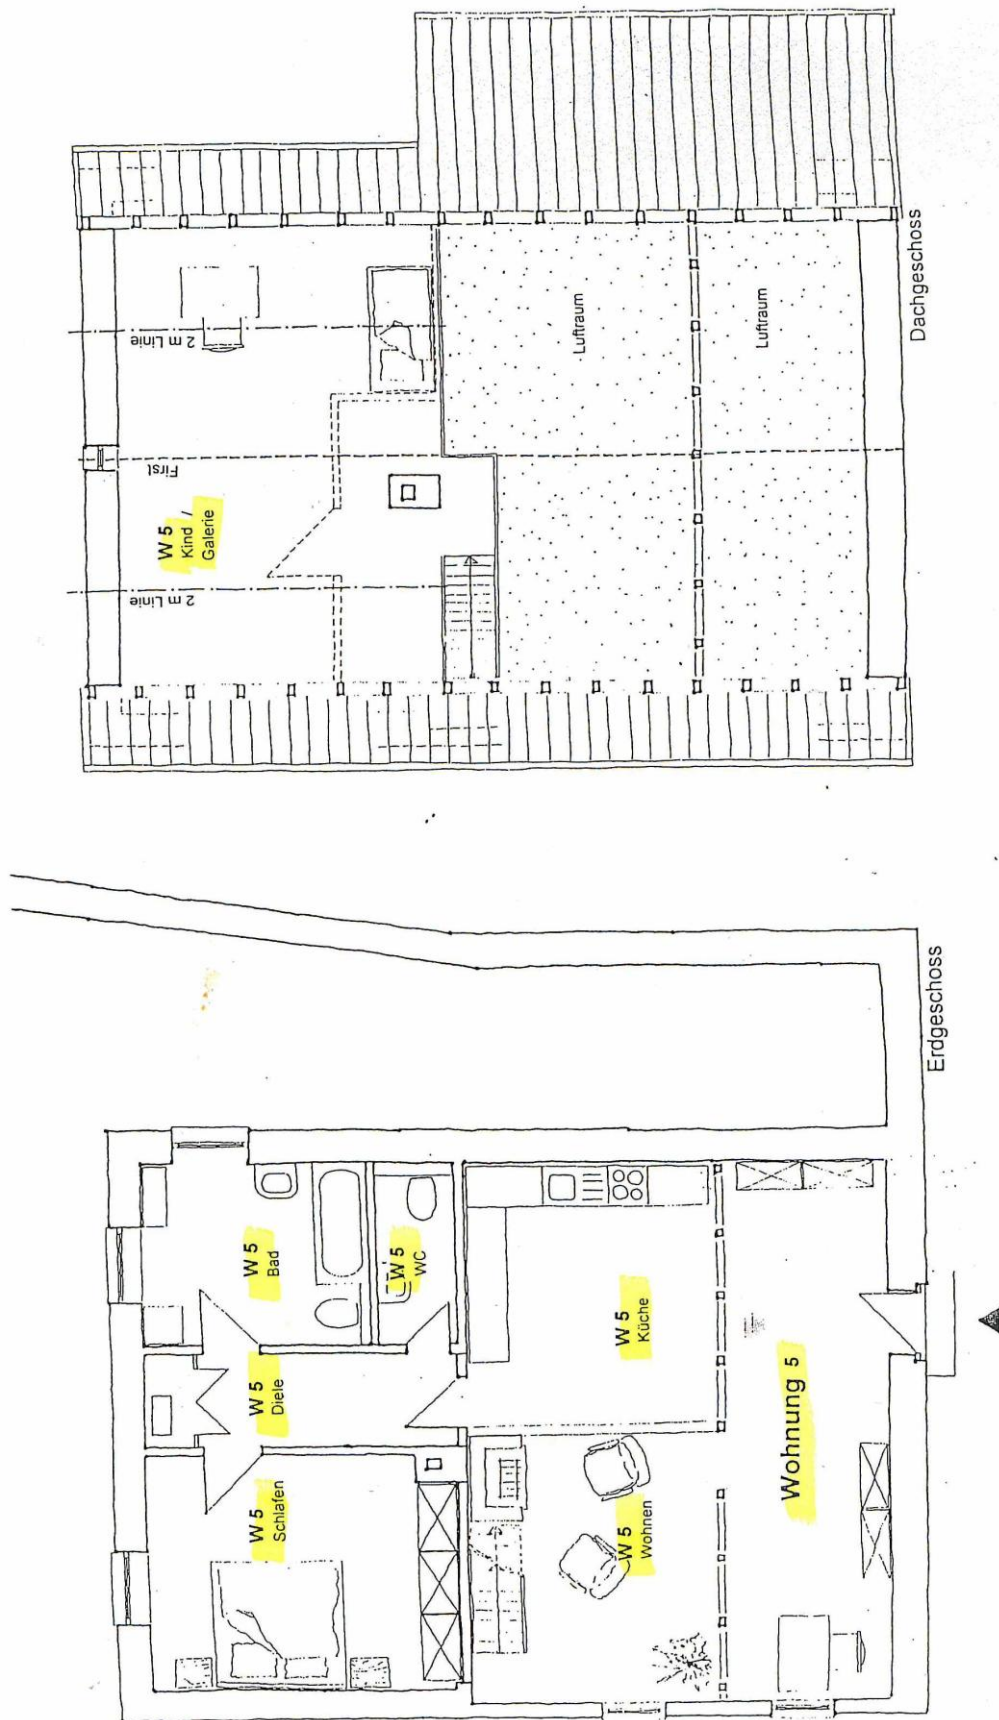 2 m Linie
First
2 m Linie
W 5
Kind /
Galerie
Luftraum
Luftraum
Dachgeschoss
W 5
Bad
W 5
WC
W 5
Diele
W 5
Schlafen
W 5
Küche
W 5
Wohnen
Wohnung 5
Erdgeschoss